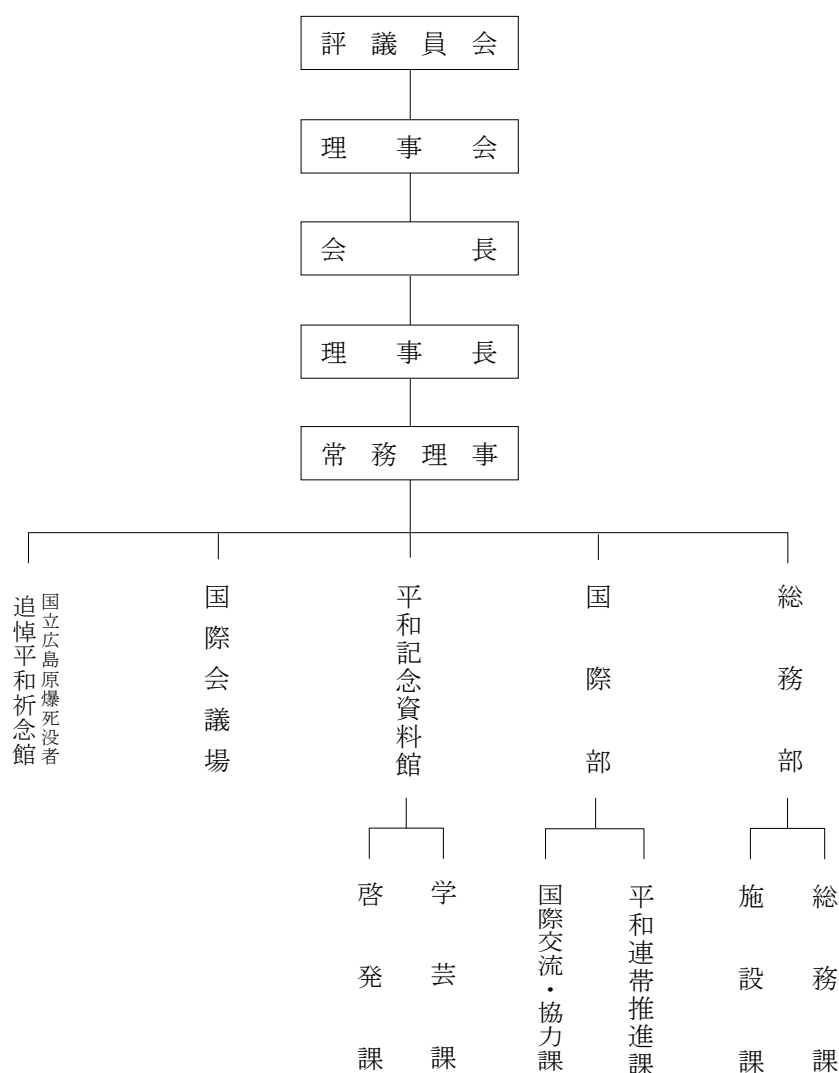 評議員会
理事会
会長
理事長
常務理事
総務部
国際部
平和記念資料館
国際会議場
国立広島原爆死没者
追悼平和祈念館
総務課
施設課
平和連帯推進課
国際交流・協力課
学芸課
啓発課